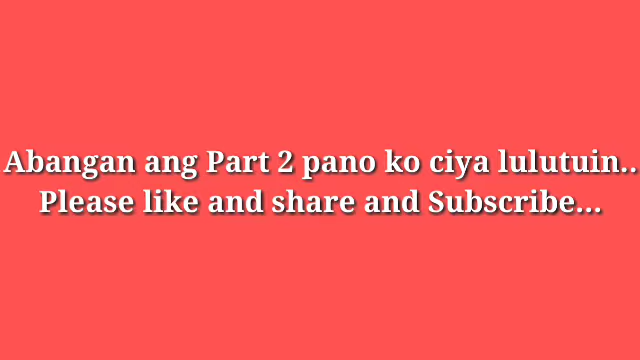 Abangan ang Part 2 pano ko ciya lulutuin..
Please like and share and Subscribe...